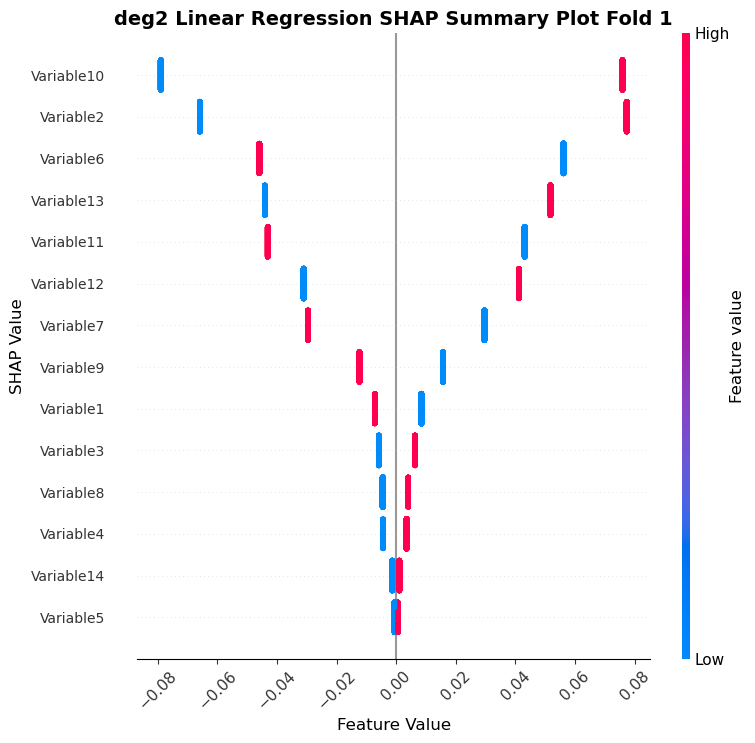 deg2 Linear Regression SHAP Summary Plot Fold 1
High
Variable10
Variable2
Variable6
Variable13
Variable11
Variable12
Variable7
Variable9
Variable1
Variable3
Variable8
Variable4
Variable14
Variable5
SHAP Value
Feature value
Low
−0.08 −0.06 −0.04 −0.02 0.00 0.02 0.04 0.06 0.08
Feature Value